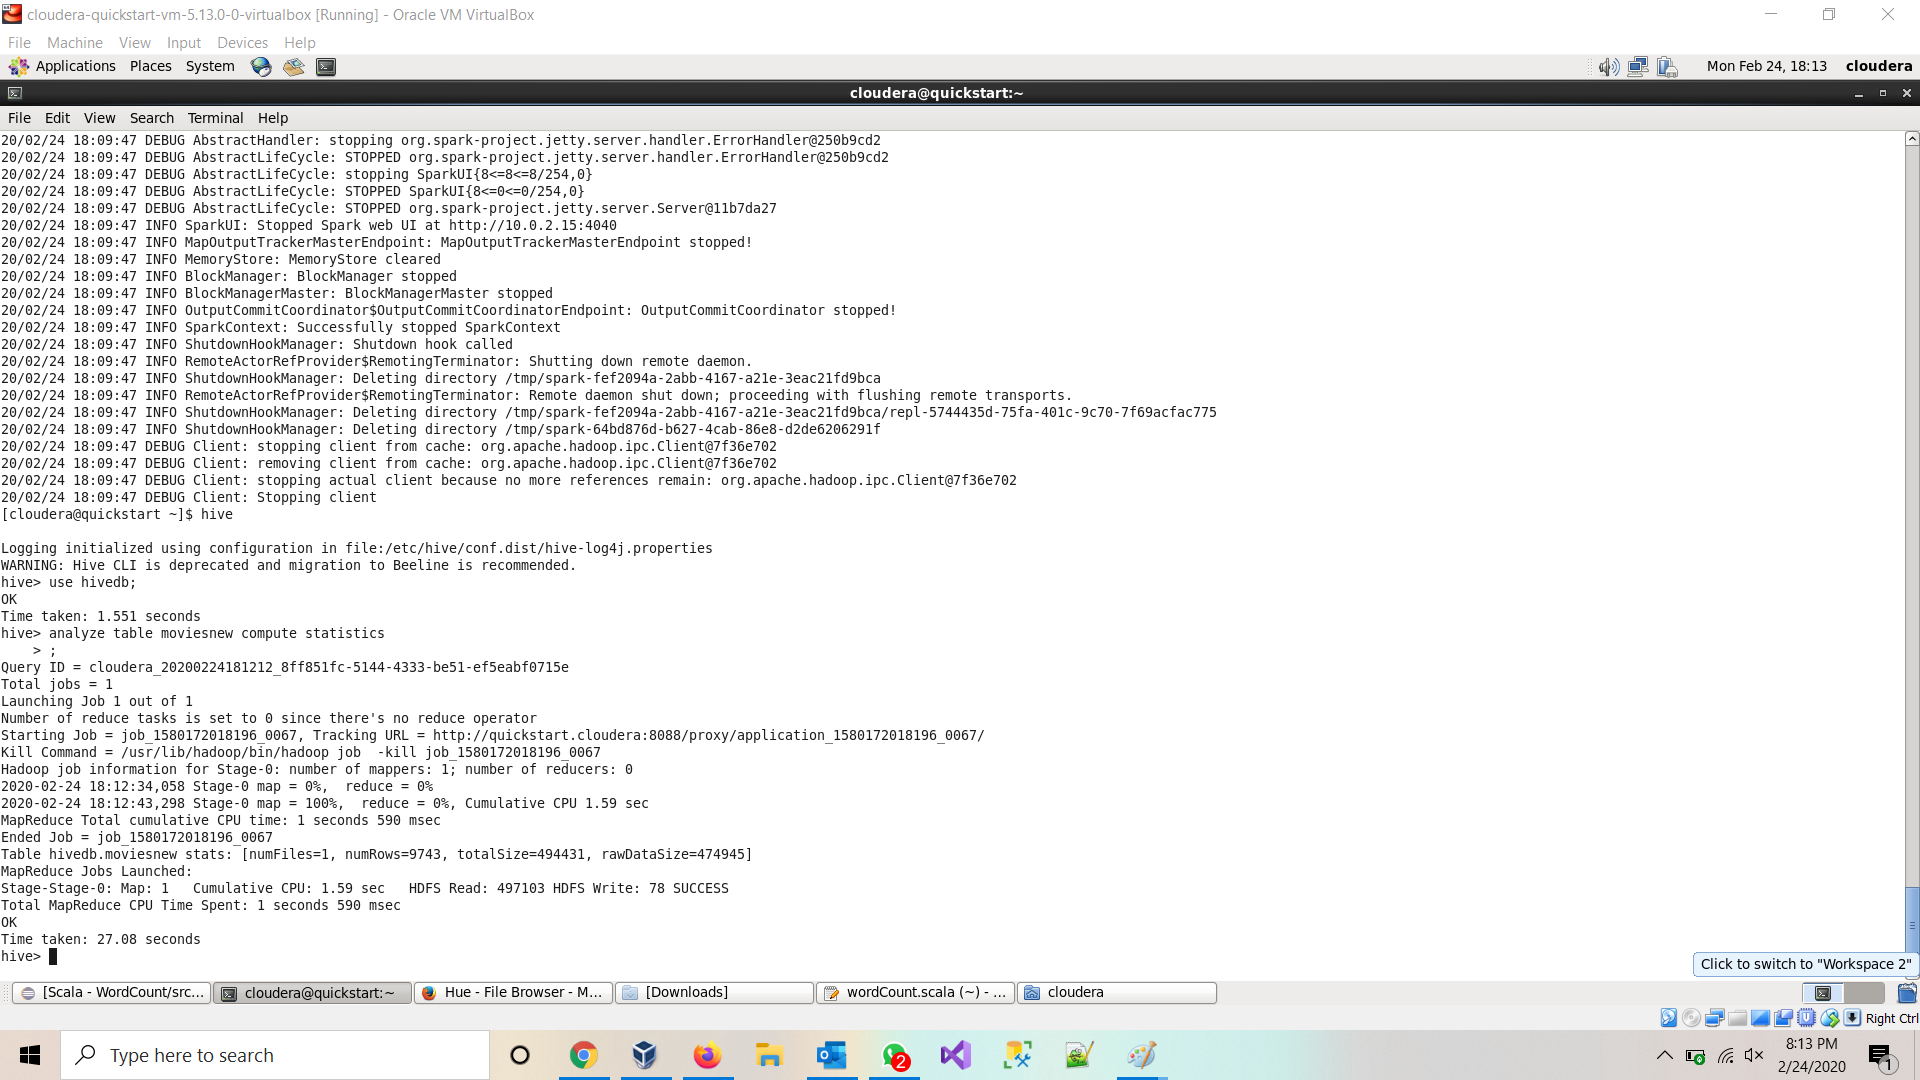 cloudera-quickstart-vm-5.13.0-0-virtualbox [Running] - Oracle VM VirtualBox
File Machine View Input Devices Help
Applications Places System Mon Feb 24, 18:13 cloudera
cloudera@quickstart:~
File Edit View Search Terminal Help
20/02/24 18:09:47 DEBUG AbstractHandler: stopping org.spark-project.jetty.server.handler.ErrorHandler@250b9cd2
20/02/24 18:09:47 DEBUG AbstractLifeCycle: STOPPED org.spark-project.jetty.server.handler.ErrorHandler@250b9cd2
20/02/24 18:09:47 DEBUG AbstractLifeCycle: stopping SparkUI{8<=8<=8/254,0}
20/02/24 18:09:47 DEBUG AbstractLifeCycle: STOPPED SparkUI{8<=0<=0/254,0}
20/02/24 18:09:47 DEBUG AbstractLifeCycle: STOPPED org.spark-project.jetty.server.Server@11b7da27
20/02/24 18:09:47 INFO SparkUI: Stopped Spark web UI at http://10.0.2.15:4040
20/02/24 18:09:47 INFO MapOutputTrackerMasterEndpoint: MapOutputTrackerMasterEndpoint stopped!
20/02/24 18:09:47 INFO MemoryStore: MemoryStore cleared
20/02/24 18:09:47 INFO BlockManager: BlockManager stopped
20/02/24 18:09:47 INFO BlockManagerMaster: BlockManagerMaster stopped
20/02/24 18:09:47 INFO OutputCommitCoordinator$OutputCommitCoordinatorEndpoint: OutputCommitCoordinator stopped!
20/02/24 18:09:47 INFO SparkContext: Successfully stopped SparkContext
20/02/24 18:09:47 INFO ShutdownHookManager: Shutdown hook called
20/02/24 18:09:47 INFO RemoteActorRefProvider$RemotingTerminator: Shutting down remote daemon.
20/02/24 18:09:47 INFO ShutdownHookManager: Deleting directory /tmp/spark-fef2094a-2abb-4167-a21e-3eac21fd9bca
20/02/24 18:09:47 INFO RemoteActorRefProvider$RemotingTerminator: Remote daemon shut down; proceeding with flushing remote transports.
20/02/24 18:09:47 INFO ShutdownHookManager: Deleting directory /tmp/spark-fef2094a-2abb-4167-a21e-3eac21fd9bca/repl-5744435d-75fa-401c-9c70-7f69acfac775
20/02/24 18:09:47 INFO ShutdownHookManager: Deleting directory /tmp/spark-64bd876d-b627-4cab-86e8-d2de6206291f
20/02/24 18:09:47 DEBUG Client: stopping client from cache: org.apache.hadoop.ipc.Client@7f36e702
20/02/24 18:09:47 DEBUG Client: removing client from cache: org.apache.hadoop.ipc.Client@7f36e702
20/02/24 18:09:47 DEBUG Client: stopping actual client because no more references remain: org.apache.hadoop.ipc.Client@7f36e702
20/02/24 18:09:47 DEBUG Client: Stopping client
[cloudera@quickstart ~]$ hive
Logging initialized using configuration in file:/etc/hive/conf.dist/hive-log4j.properties
WARNING: Hive CLI is deprecated and migration to Beeline is recommended.
hive> use hivedb;
OK
Time taken: 1.551 seconds
hive> analyze table moviesnew compute statistics
> ;
Query ID = cloudera_20200224181212_8ff851fc-5144-4333-be51-ef5eabf0715e
Total jobs = 1
Launching Job 1 out of 1
Number of reduce tasks is set to 0 since there's no reduce operator
Starting Job = job_1580172018196_0067, Tracking URL = http://quickstart.cloudera:8088/proxy/application_1580172018196_0067/
Kill Command = /usr/lib/hadoop/bin/hadoop job  -kill job_1580172018196_0067
Hadoop job information for Stage-0: number of mappers: 1; number of reducers: 0
2020-02-24 18:12:34,058 Stage-0 map = 0%,  reduce = 0%
2020-02-24 18:12:43,298 Stage-0 map = 100%,  reduce = 0%, Cumulative CPU 1.59 sec
MapReduce Total cumulative CPU time: 1 seconds 590 msec
Ended Job = job_1580172018196_0067
Table hivedb.moviesnew stats: [numFiles=1, numRows=9743, totalSize=494431, rawDataSize=474945]
MapReduce Jobs Launched:
Stage-Stage-0: Map: 1   Cumulative CPU: 1.59 sec   HDFS Read: 497103 HDFS Write: 78 SUCCESS
Total MapReduce CPU Time Spent: 1 seconds 590 msec
OK
Time taken: 27.08 seconds
hive>
Click to switch to "Workspace 2"
[Scala - WordCount/src... cloudera@quickstart:~ Hue - File Browser - M... [Downloads] wordCount.scala (~) - ... cloudera
Right Ctrl
Type here to search
2
8:13 PM
2/24/2020
1